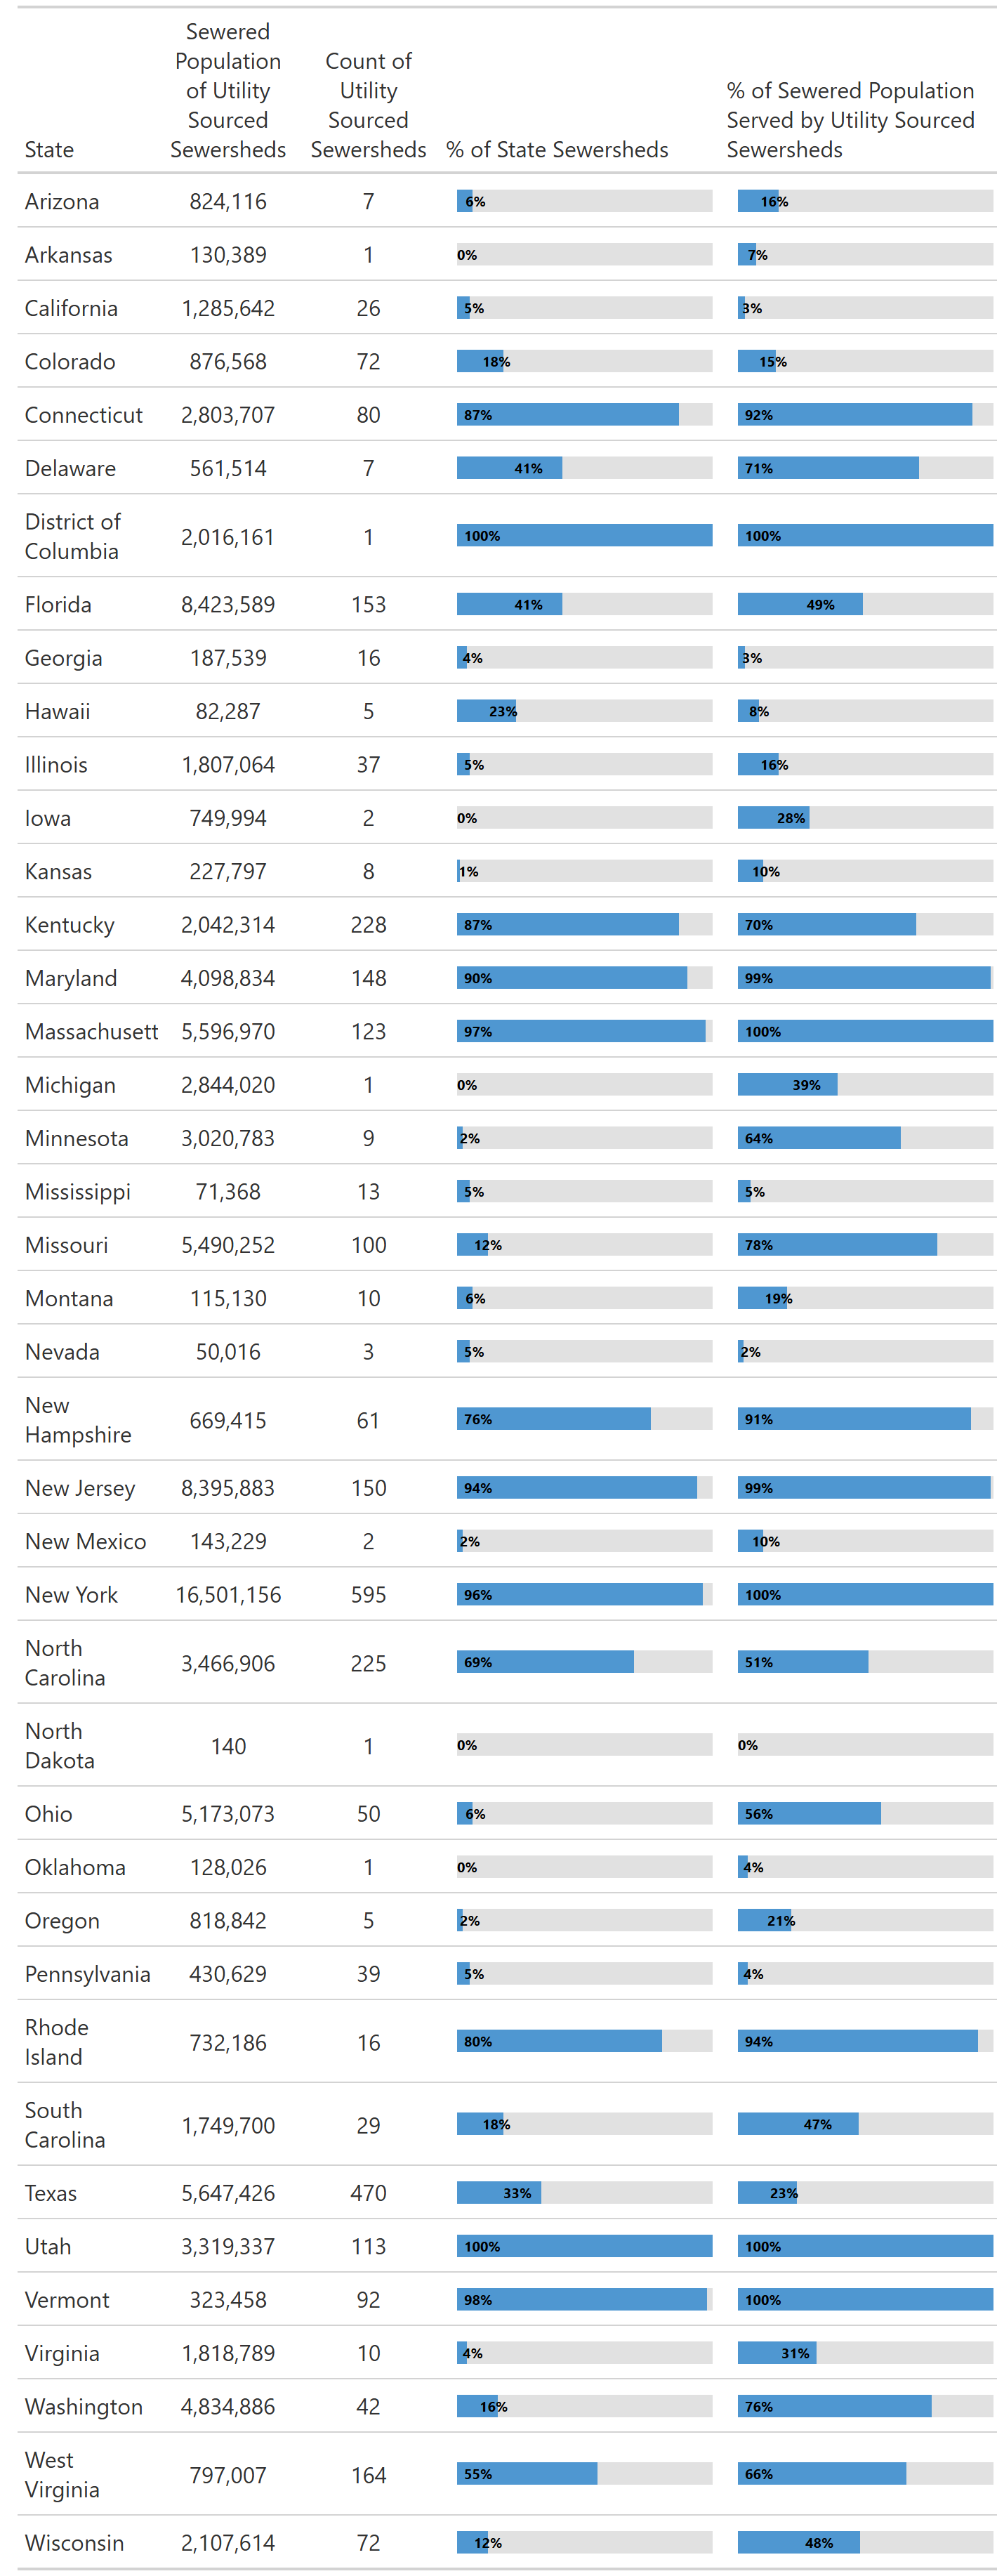 Sewered
Population
of Utility
Sourced
Sewersheds
Count of
Utility
Sourced
Sewersheds
% of Sewered Population
Served by Utility Sourced
Sewersheds
State
% of State Sewersheds
Arizona 824,116 7 6% 16%
Arkansas 130,389 1 0% 7%
California 1,285,642 26 5% 3%
Colorado 876,568 72 18% 15%
Connecticut 2,803,707 80 87% 92%
Delaware 561,514 7 41% 71%
District of
Columbia 2,016,161 1 100% 100%
Florida 8,423,589 153 41% 49%
Georgia 187,539 16 4% 3%
Hawaii 82,287 5 23% 8%
Illinois 1,807,064 37 5% 16%
Iowa 749,994 2 0% 28%
Kansas 227,797 8 1% 10%
Kentucky 2,042,314 228 87% 70%
Maryland 4,098,834 148 90% 99%
Massachusett 5,596,970 123 97% 100%
Michigan 2,844,020 1 0% 39%
Minnesota 3,020,783 9 2% 64%
Mississippi 71,368 13 5% 5%
Missouri 5,490,252 100 12% 78%
Montana 115,130 10 6% 19%
Nevada 50,016 3 5% 2%
New
Hampshire 669,415 61 76% 91%
New Jersey 8,395,883 150 94% 99%
New Mexico 143,229 2 2% 10%
New York 16,501,156 595 96% 100%
North
Carolina 3,466,906 225 69% 51%
North
Dakota 140 1 0% 0%
Ohio 5,173,073 50 6% 56%
Oklahoma 128,026 1 0% 4%
Oregon 818,842 5 2% 21%
Pennsylvania 430,629 39 5% 4%
Rhode
Island 732,186 16 80% 94%
South
Carolina 1,749,700 29 18% 47%
Texas 5,647,426 470 33% 23%
Utah 3,319,337 113 100% 100%
Vermont 323,458 92 98% 100%
Virginia 1,818,789 10 4% 31%
Washington 4,834,886 42 16% 76%
West
Virginia 797,007 164 55% 66%
Wisconsin 2,107,614 72 12% 48%